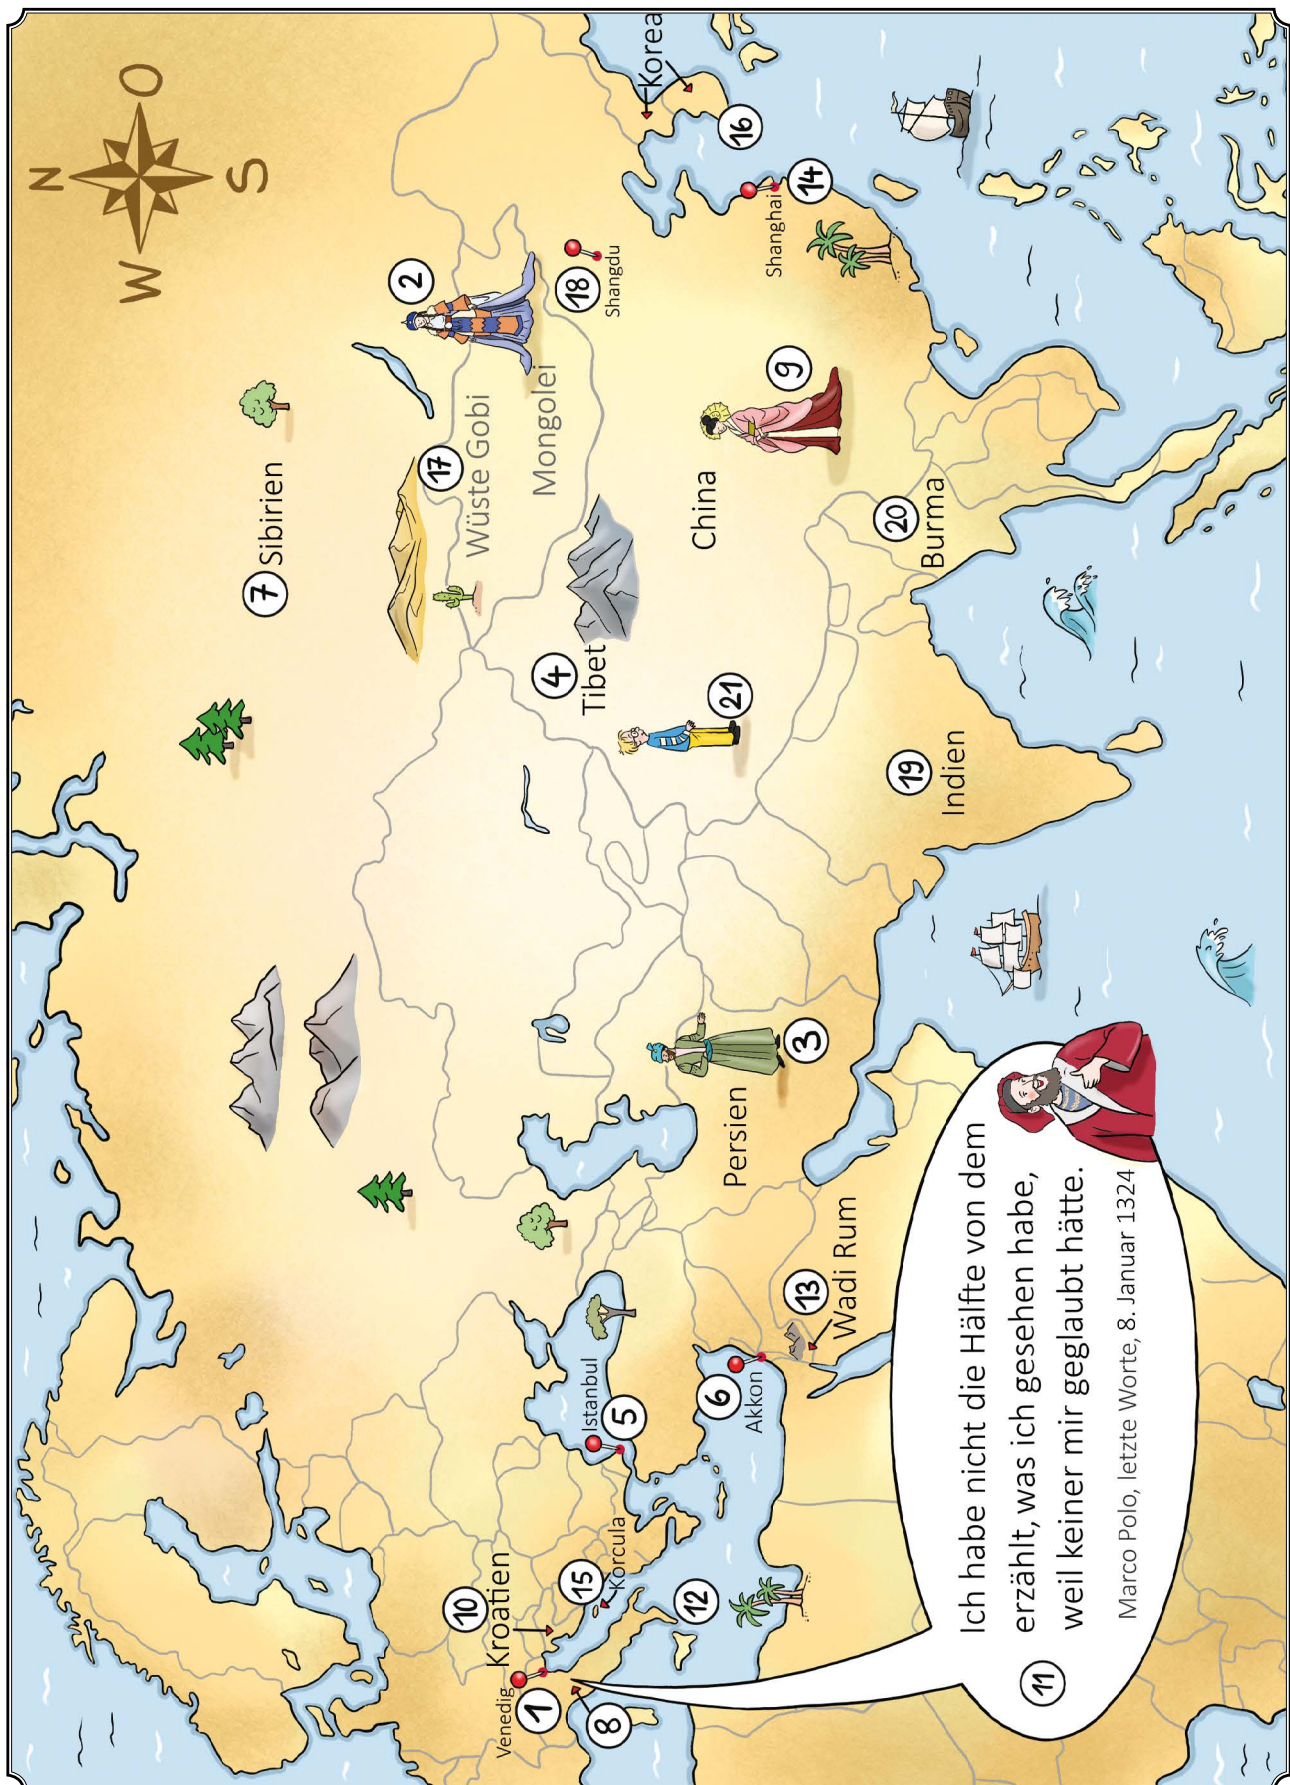 N
W
O
S
7
Sibirien
2
17
Wüste Gobi
Mongolei
18
Shangdu
Korea
16
4
Tibet
21
China
9
Shanghai
14
20
Burma
19
Indien
3
Persien
Istanbul
5
6
Akkon
13
Wadi Rum
10
Kroatien
15
Korcula
12
Venedig
1
8
11
Ich habe nicht die Hälfte von dem
erzählt, was ich gesehen habe,
weil keiner mir geglaubt hätte.
Marco Polo, letzte Worte, 8. Januar 1324